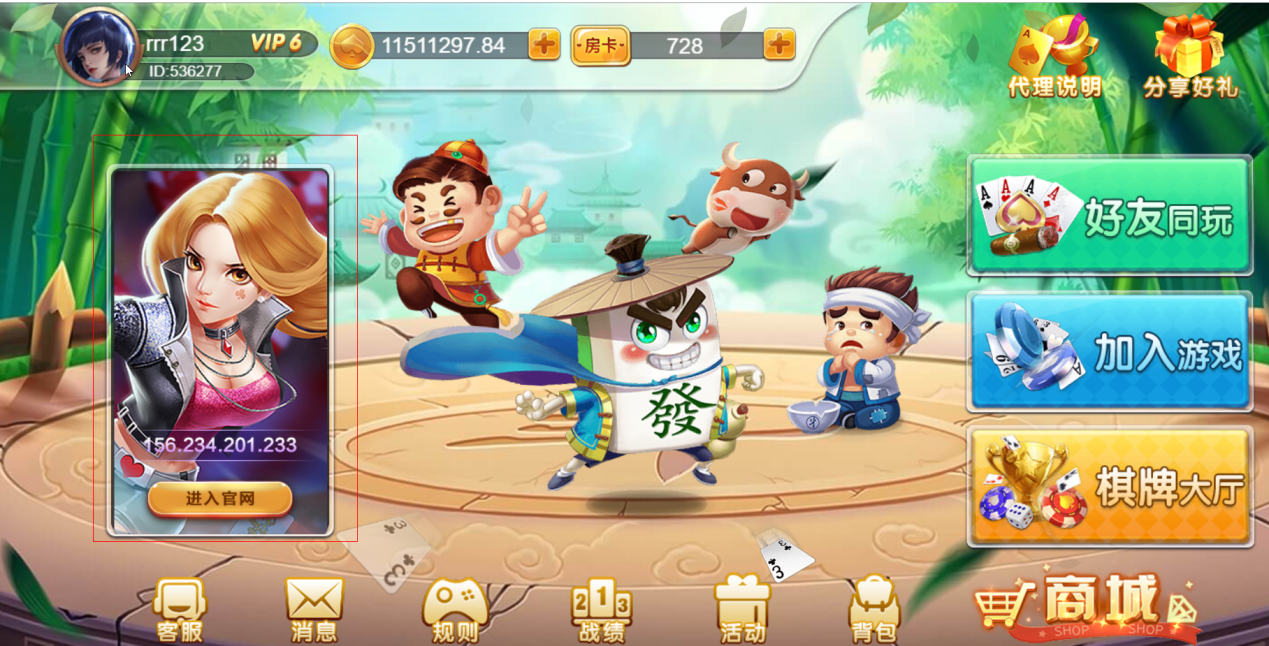 rrr123
VIP 6
ID:536277
11511297.84
房卡
728
代理说明
分享好礼
156.234.201.233
进入官网
發
好友同玩
加入游戏
棋牌大厅
客服
消息
规则
战绩
活动
背包
商城
SHOP SHOP